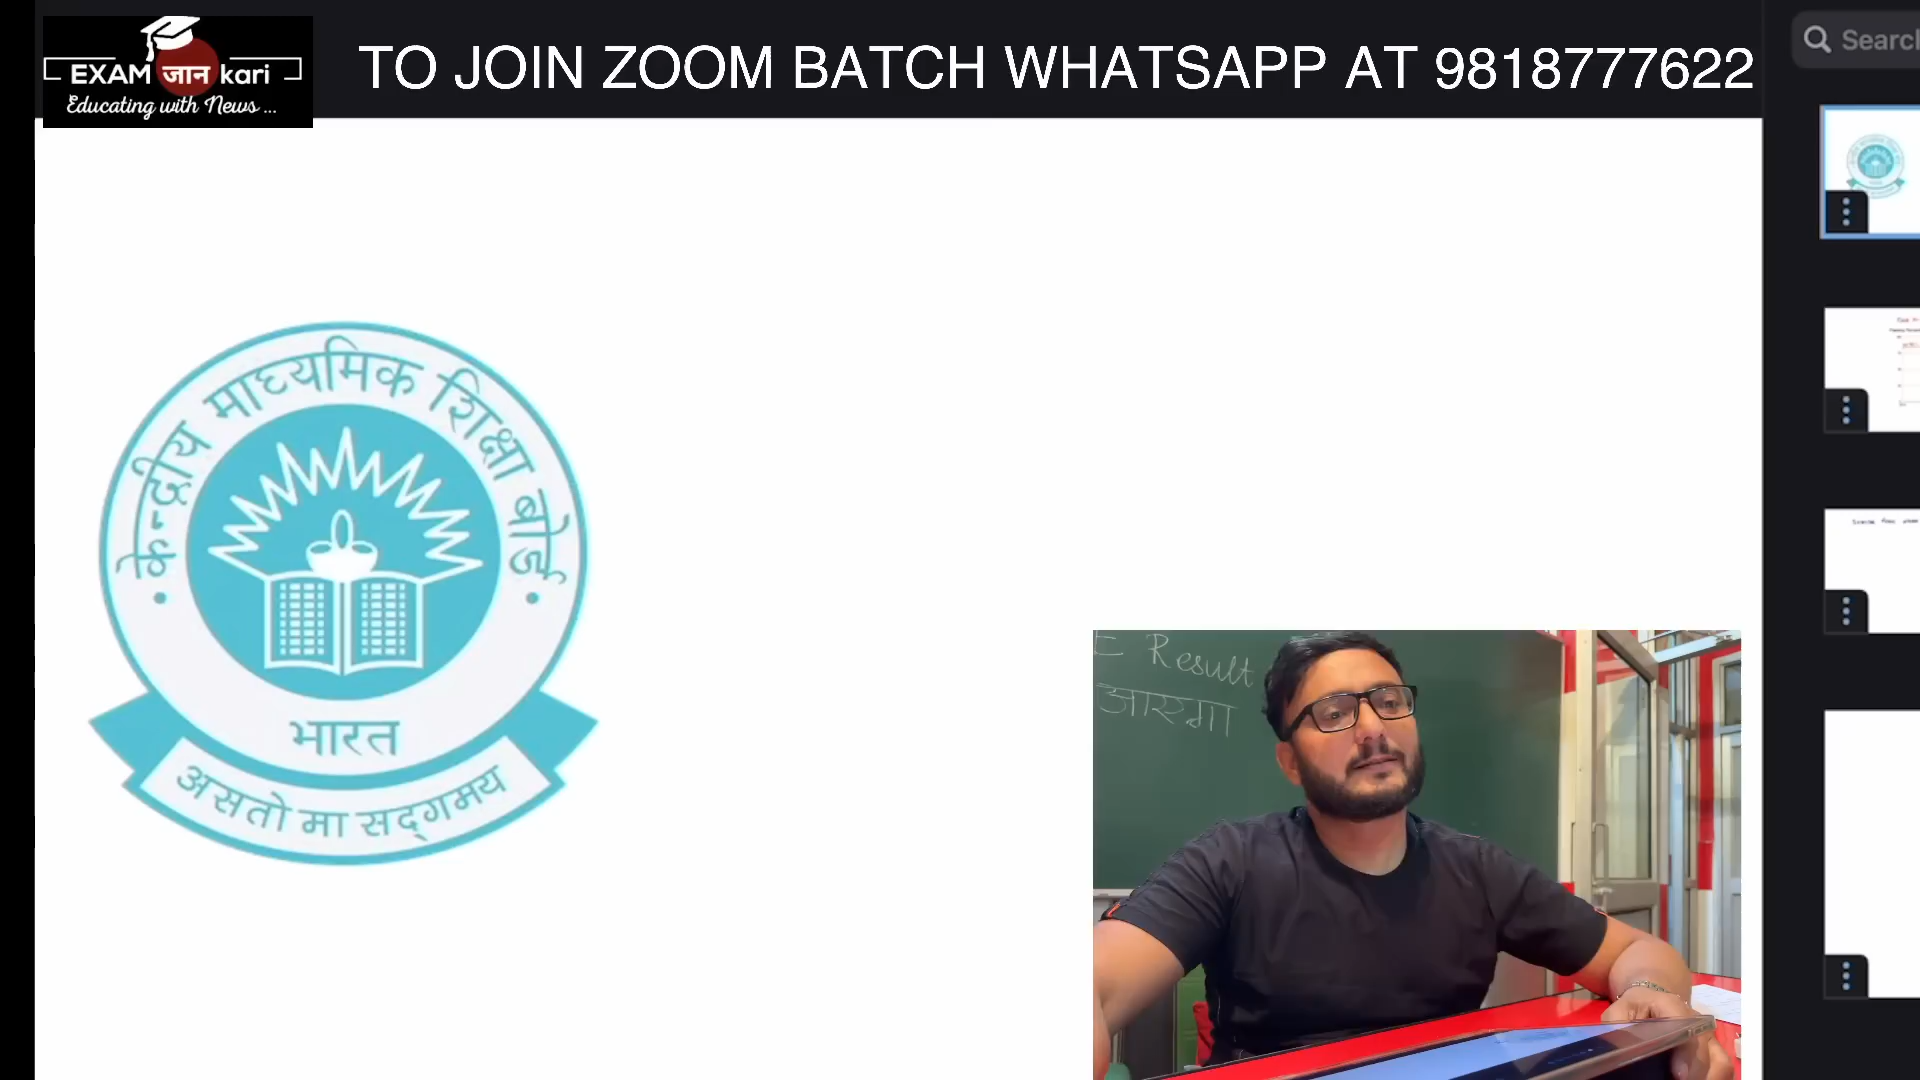 EXAM जान kari
Educating with News ...
TO JOIN ZOOM BATCH WHATSAPP AT 9818777622
Search
केन्द्रीय माध्यमिक शिक्षा बोर्ड
भारत
असतो मा सद्गमय
E Result
जाएगा